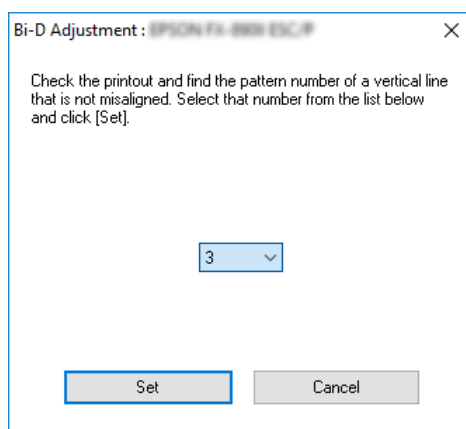 Bi-D Adjustment :
Check the printout and find the pattern number of a vertical line
that is not misaligned. Select that number from the list below
and click [Set].
3
Set
Cancel